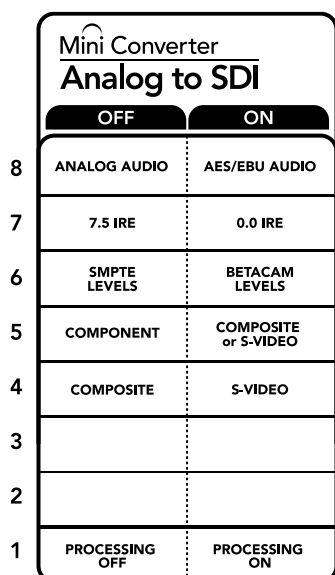 Mini Converter
Analog to SDI
OFF ON
8 ANALOG AUDIO AES/EBU AUDIO
7 7.5 IRE 0.0 IRE
6 SMPTE LEVELS BETACAM LEVELS
5 COMPONENT COMPOSITE or S-VIDEO
4 COMPOSITE S-VIDEO
3
2
1 PROCESSING OFF PROCESSING ON